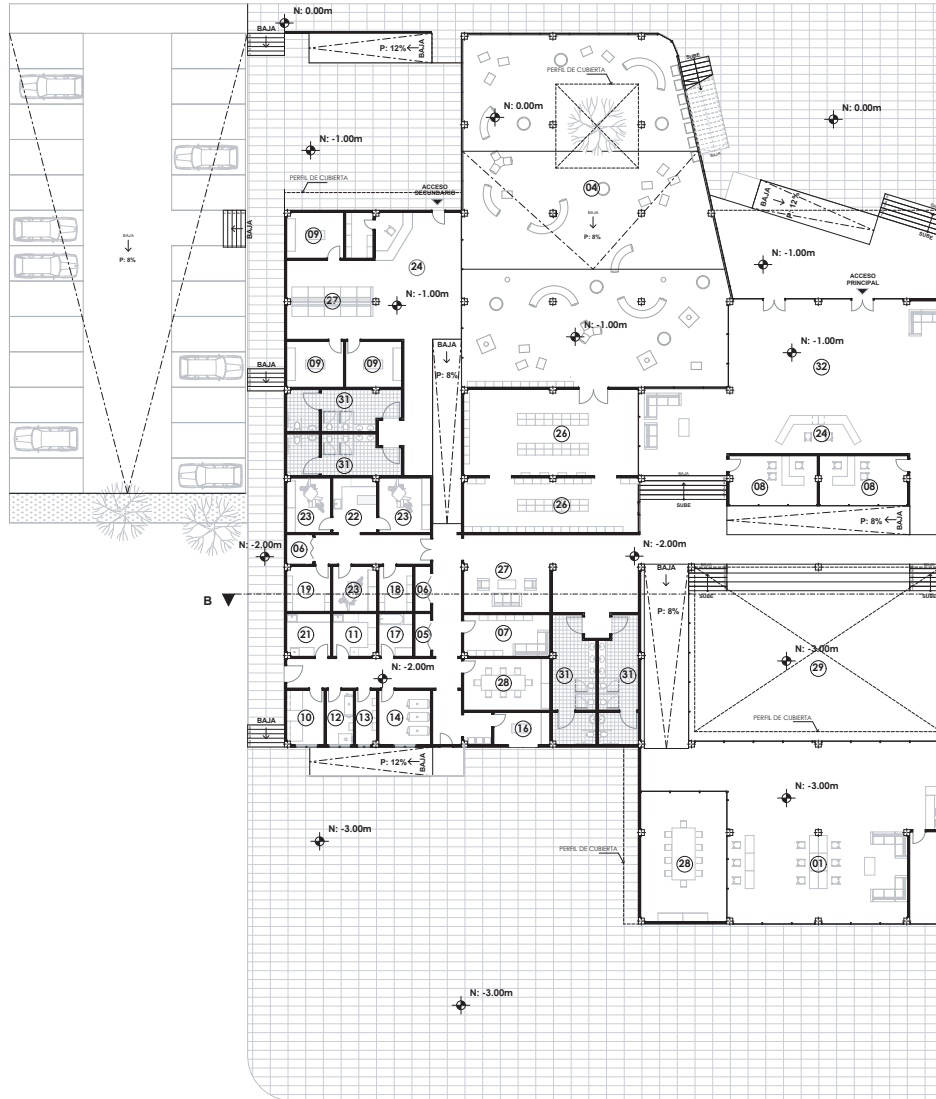 N: 0.00m
BAJA
P: 12%
BAJA
PERFIL DE CUBIERTA
SUBE
N: 0.00m
N: 0.00m
N: -1.00m
BAJA
PERFIL DE CUBIERTA
ACCESO
SECUNDARIO
04
BAJA
P: 12%
BAJA
P: 8%
BAJA
BAJA
P: 8%
SUBE
09
24
N: -1.00m
ACCESO
PRINCIPAL
27
N: -1.00m
N: -1.00m
BAJA
N: -1.00m
09
09
P: 8%
32
BAJA
31
26
24
31
BAJA
08
08
23
22
23
26
SUBE
P: 8%
BAJA
N: -2.00m
06
N: -2.00m
27
BAJA
SUBE
SUBE
B
19
23
18
06
P: 8%
21
11
17
05
07
N: -3.00m
29
N: -2.00m
28
31
31
10
12
13
14
16
PERFIL DE CUBIERTA
BAJA
P: 12%
BAJA
N: -3.00m
N: -3.00m
PERFIL DE CUBIERTA
28
01
N: -3.00m